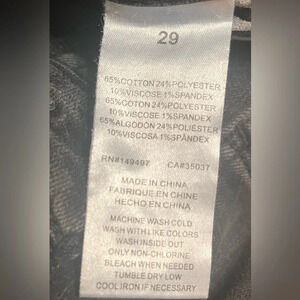 29
65%COTTON 24%POLYESTER
10%VISCOSE 1%SPANDEX
65%COTON 24%POLYESTER
10%VISCOSE 1%SPANDEX
65%ALGODON 24%POLIESTER
10%VISCOSA 1%SPANDEX
RN#149497 CA#35037
MADE IN CHINA
FABRIQUE EN CHINE
HECHO EN CHINA
MACHINE WASH COLD
WASH WITH LIKE COLORS
WASH INSIDE OUT
ONLY NON-CHLORINE
BLEACH WHEN NEEDED
TUMBLE DRY LOW
COOL IRON IF NECESSARY